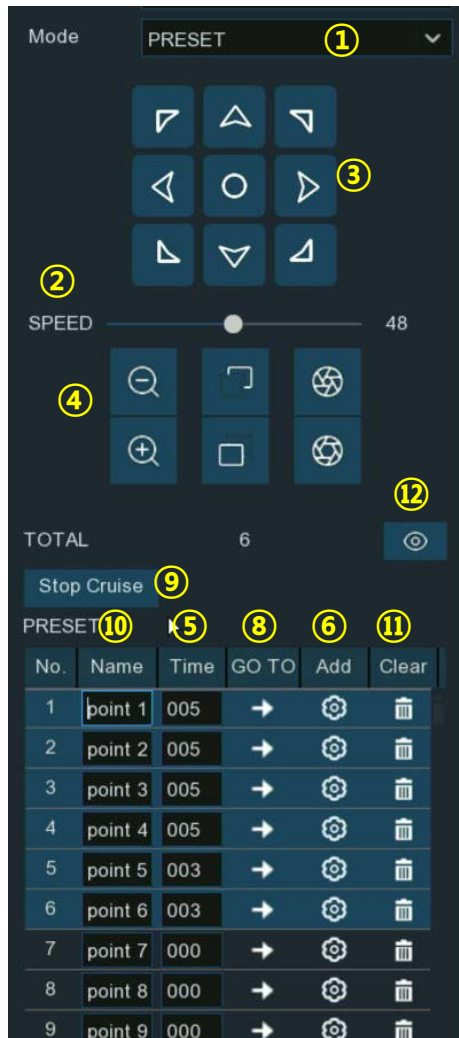 Mode PRESET ①
③
②
SPEED 48
④
⑫
TOTAL 6
Stop Cruise ⑨
PRESET ⑩ ⑤ ⑧ ⑥ ⑪
No. Name Time GO TO Add Clear
1 point 1 005
2 point 2 005
3 point 3 005
4 point 4 005
5 point 5 003
6 point 6 003
7 point 7 000
8 point 8 000
9 point 9 000